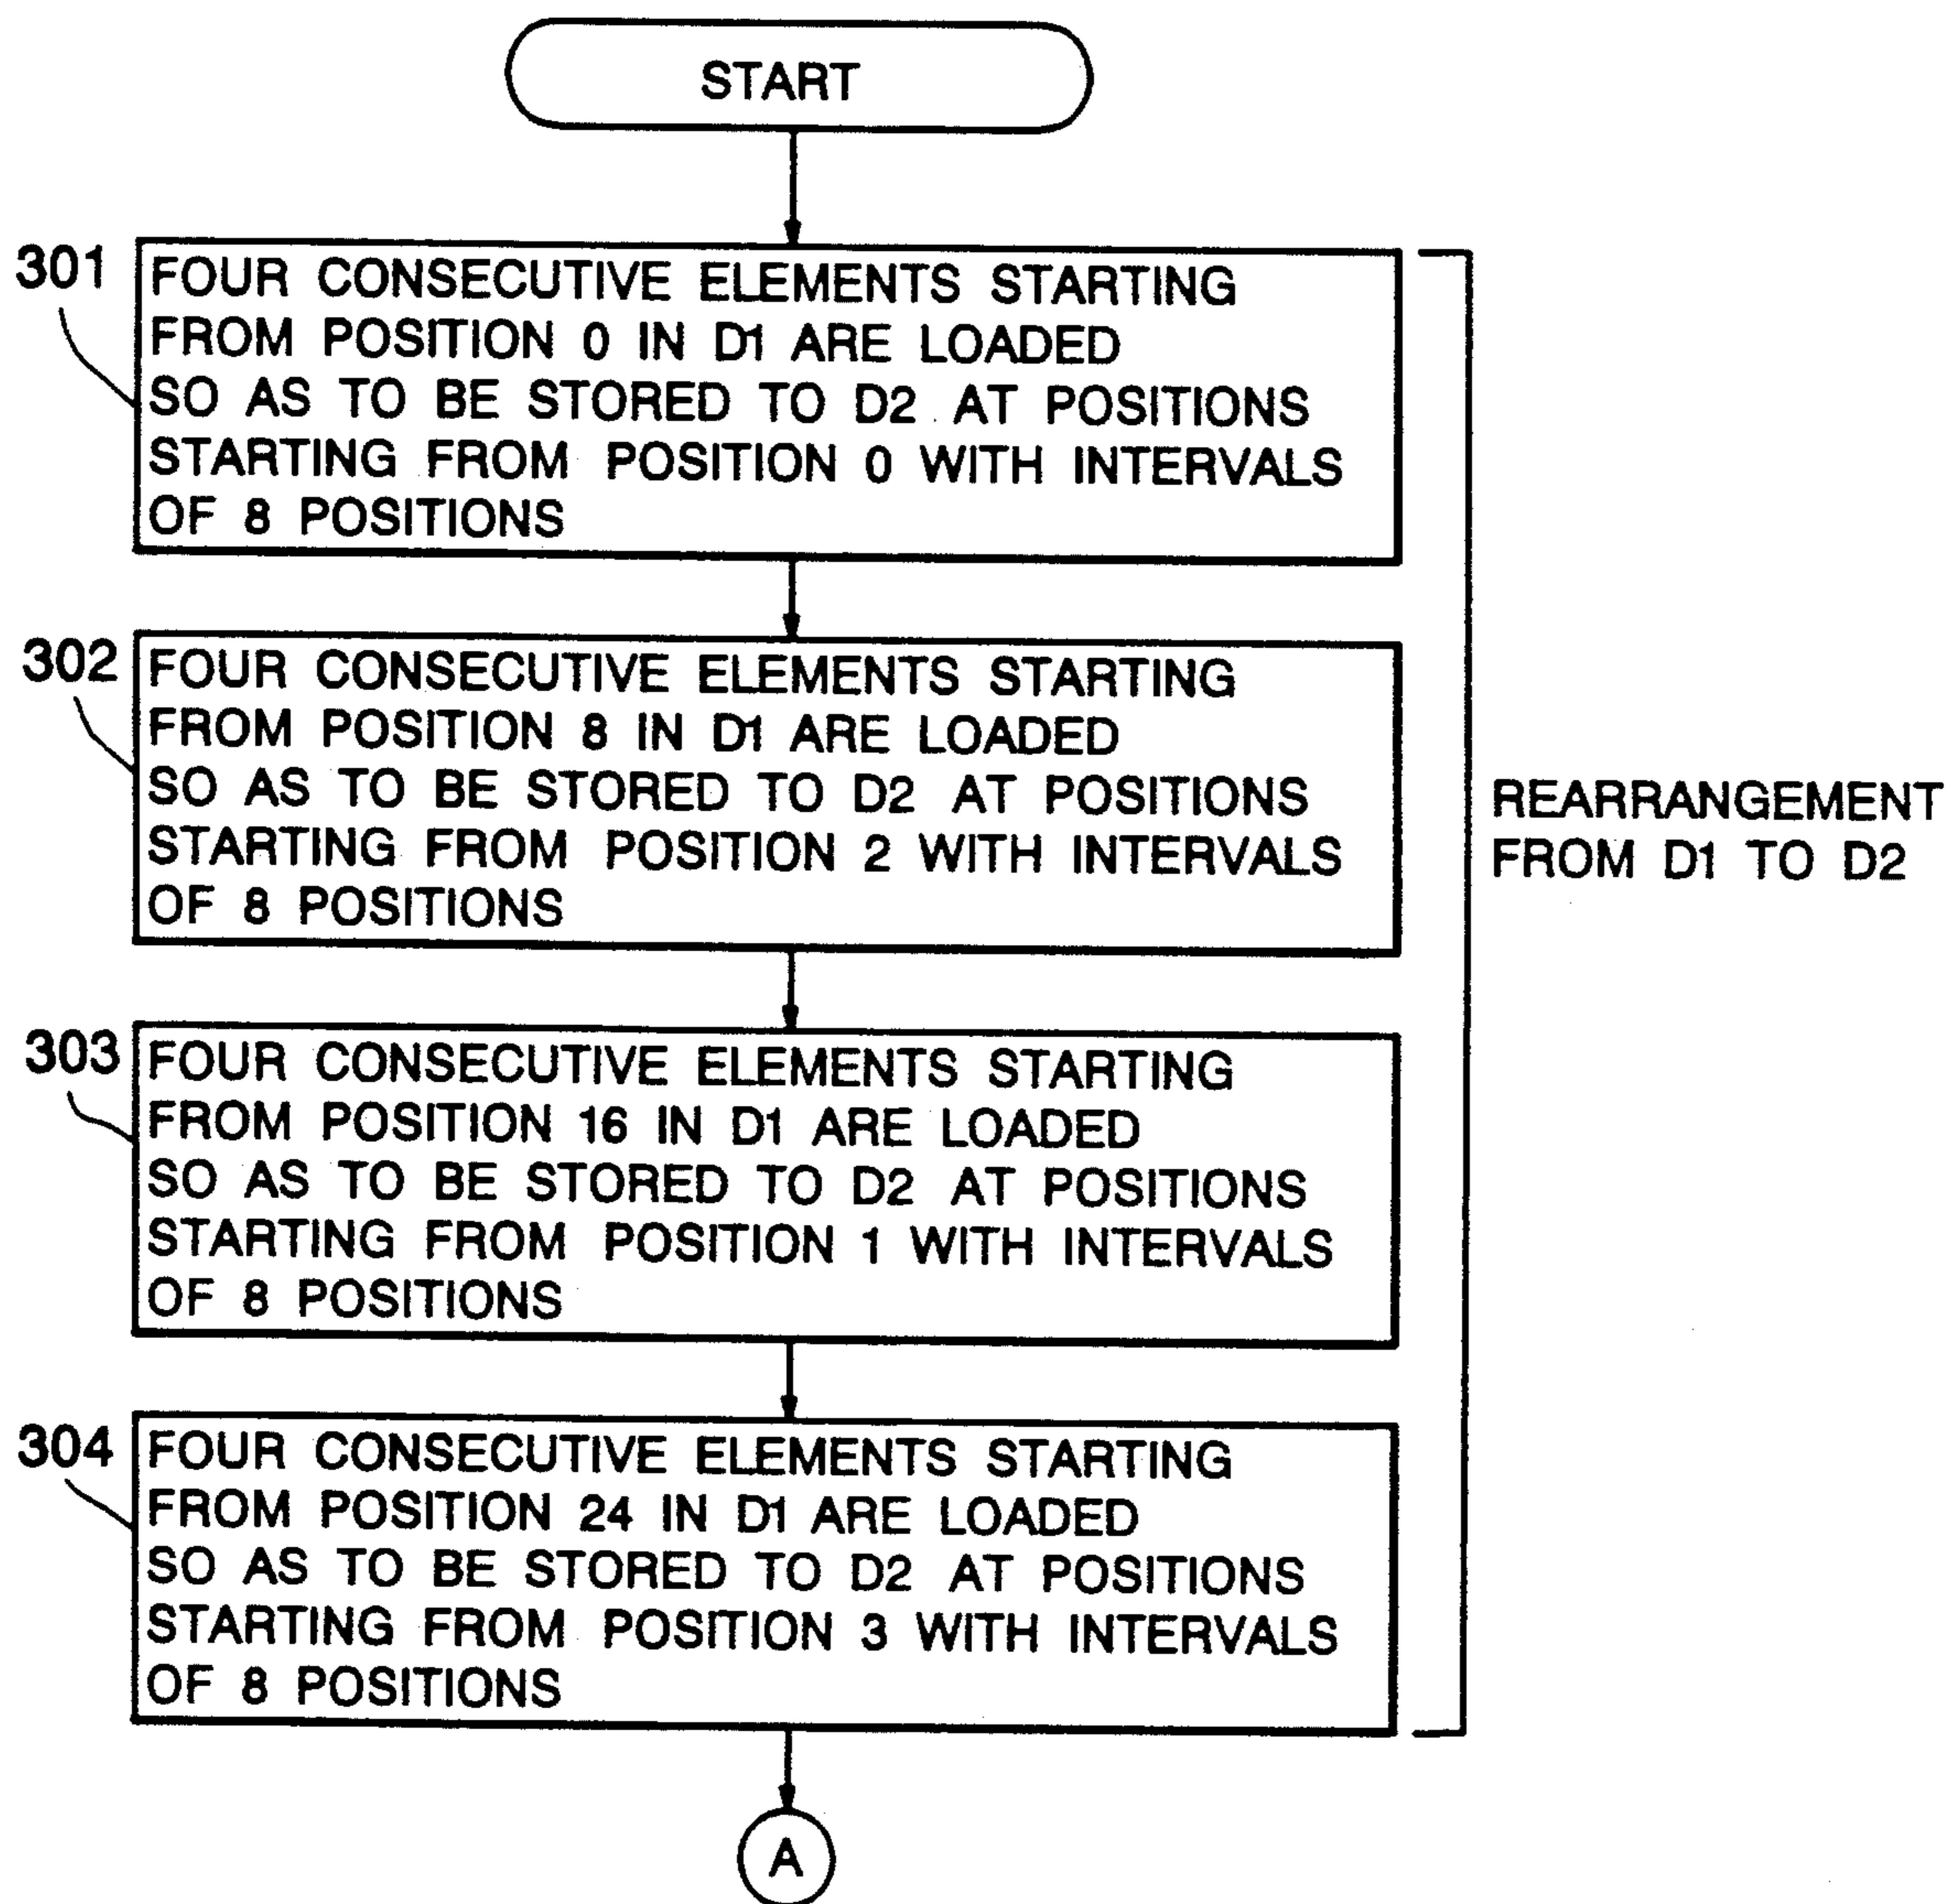 START
301
FOUR CONSECUTIVE ELEMENTS STARTING
FROM POSITION 0 IN D1 ARE LOADED
SO AS TO BE STORED TO D2 AT POSITIONS
STARTING FROM POSITION 0 WITH INTERVALS
OF 8 POSITIONS
302
FOUR CONSECUTIVE ELEMENTS STARTING
FROM POSITION 8 IN D1 ARE LOADED
SO AS TO BE STORED TO D2 AT POSITIONS
STARTING FROM POSITION 2 WITH INTERVALS
OF 8 POSITIONS
REARRANGEMENT
FROM D1 TO D2
303
FOUR CONSECUTIVE ELEMENTS STARTING
FROM POSITION 16 IN D1 ARE LOADED
SO AS TO BE STORED TO D2 AT POSITIONS
STARTING FROM POSITION 1 WITH INTERVALS
OF 8 POSITIONS
304
FOUR CONSECUTIVE ELEMENTS STARTING
FROM POSITION 24 IN D1 ARE LOADED
SO AS TO BE STORED TO D2 AT POSITIONS
STARTING FROM POSITION 3 WITH INTERVALS
OF 8 POSITIONS
A